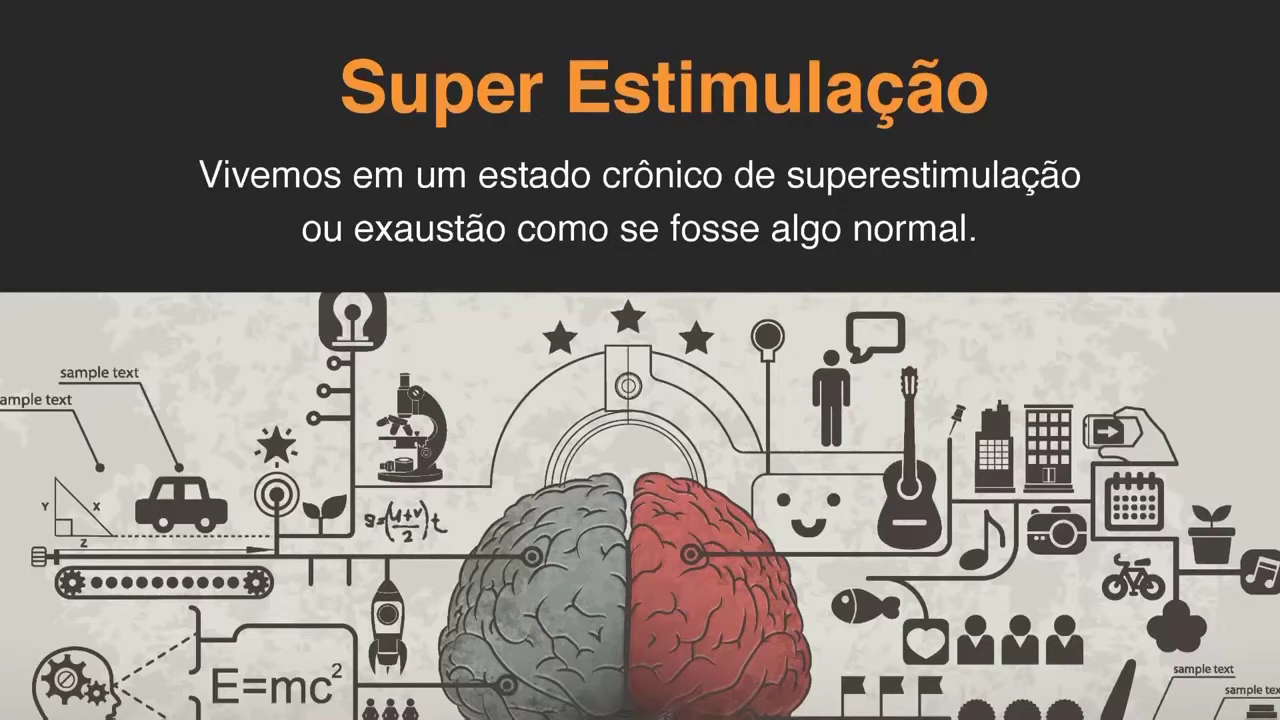 Super Estimulação
Vivemos em um estado crônico de superestimulação
ou exaustão como se fosse algo normal.
sample text
ample text
Y
X
Z
E=mc²
sample text
sample tex